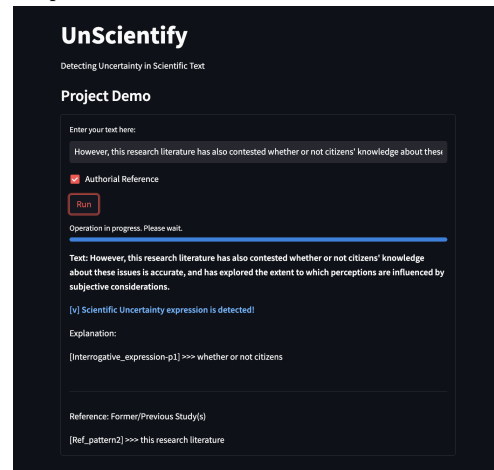 UnScientify
Detecting Uncertainty in Scientific Text
Project Demo
Enter your text here:
However, this research literature has also contested whether or not citizens' knowledge about these
Authorial Reference
Run
Operation in progress. Please wait.
Text: However, this research literature has also contested whether or not citizens' knowledge
about these issues is accurate, and has explored the extent to which perceptions are influenced by
subjective considerations.
[v] Scientific Uncertainty expression is detected!
Explanation:
[Interrogative_expression-p1] >>> whether or not citizens
Reference: Former/Previous Study(s)
[Ref_pattern2] >>> this research literature